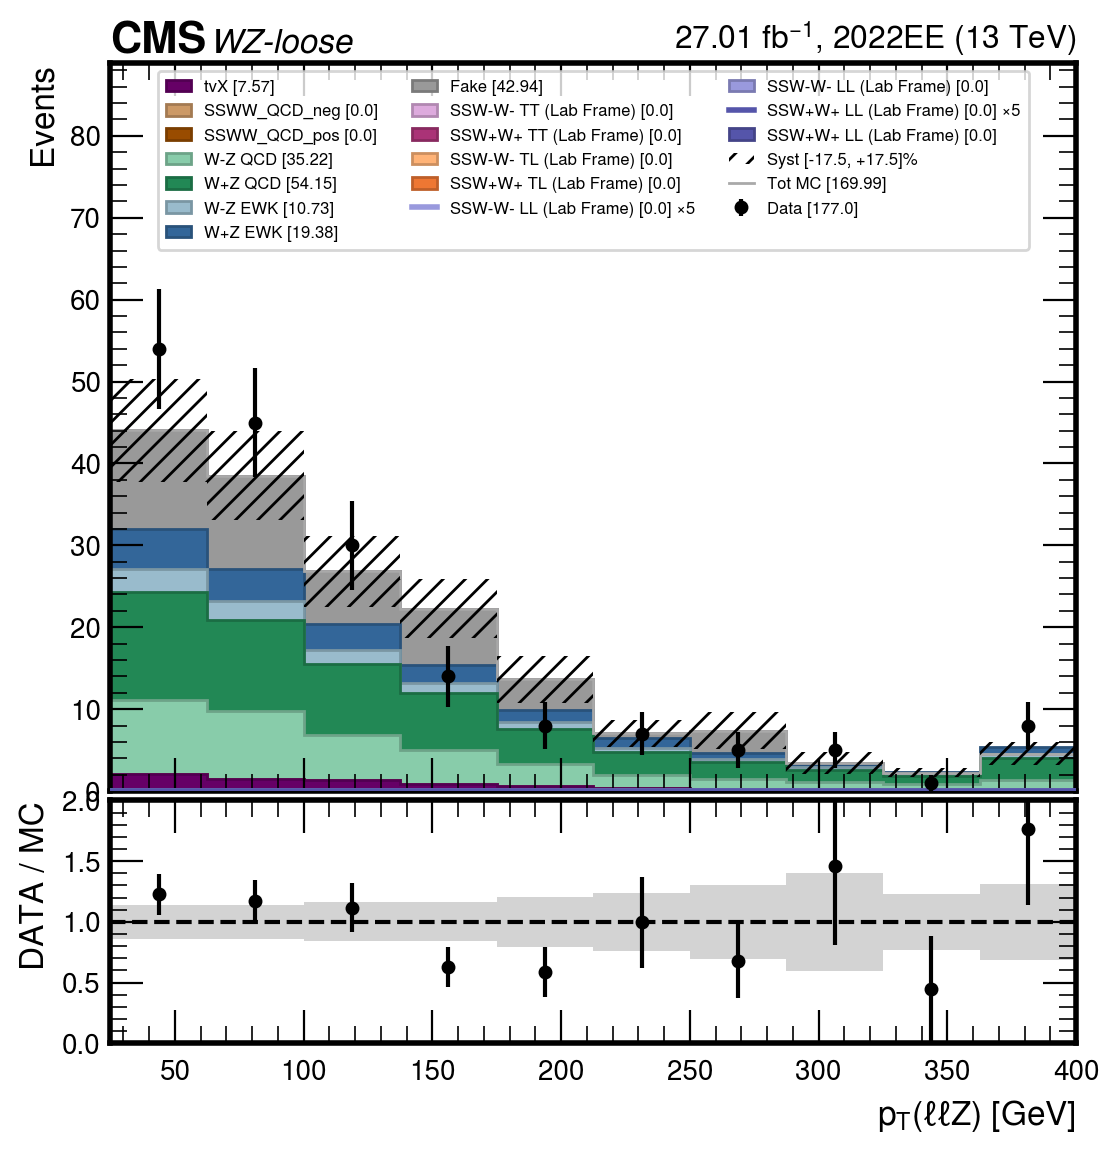 CMS WZ-loose 27.01 fb⁻¹, 2022EE (13 TeV)
Events
tvX [7.57]
SSWW_QCD_neg [0.0]
SSWW_QCD_pos [0.0]
W-Z QCD [35.22]
W+Z QCD [54.15]
W-Z EWK [10.73]
W+Z EWK [19.38]
Fake [42.94]
SSW-W- TT (Lab Frame) [0.0]
SSW+W+ TT (Lab Frame) [0.0]
SSW-W- TL (Lab Frame) [0.0]
SSW+W+ TL (Lab Frame) [0.0]
SSW-W- LL (Lab Frame) [0.0] ×5
SSW-W- LL (Lab Frame) [0.0]
SSW+W+ LL (Lab Frame) [0.0] ×5
SSW+W+ LL (Lab Frame) [0.0]
Syst [-17.5, +17.5]%
Tot MC [169.99]
Data [177.0]
80
70
60
50
40
30
20
10
0
DATA / MC
2.0
1.5
1.0
0.5
0.0
50 100 150 200 250 300 350 400
p_T(ℓℓZ) [GeV]